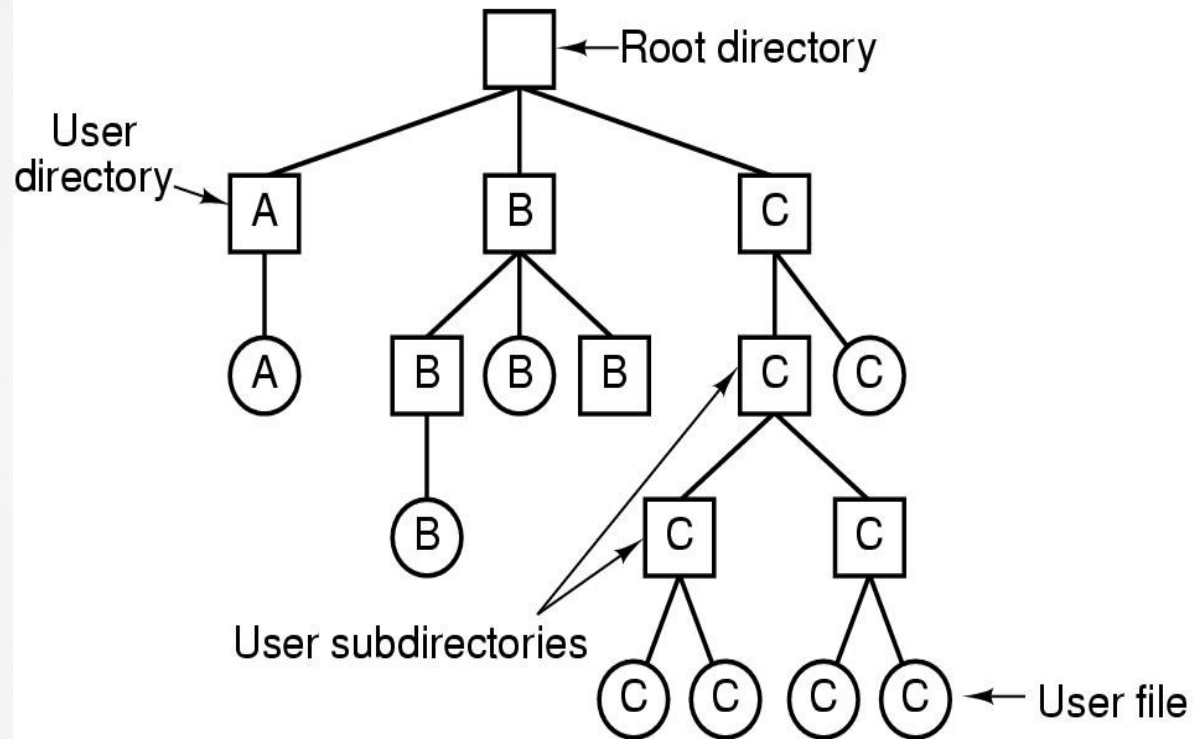 Root directory
User
directory
A
B
C
A
B
B
B
C
C
B
C
C
User subdirectories
C
C
C
C
User file